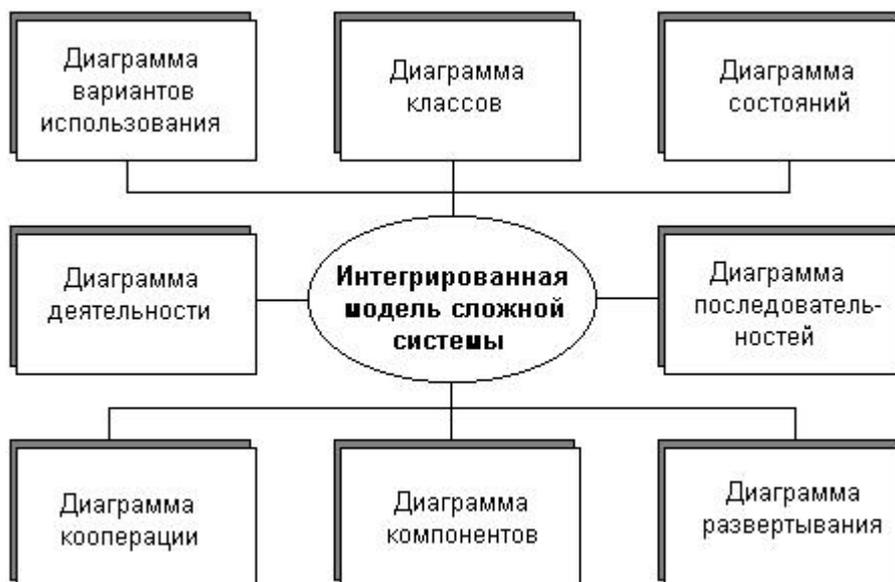 Диаграмма
вариантов
использования
Диаграмма
классов
Диаграмма
состояний
Диаграмма
деятельности
Интегрированная
модель сложной
системы
Диаграмма
последователь-
ностей
Диаграмма
кооперации
Диаграмма
компонентов
Диаграмма
развертывания